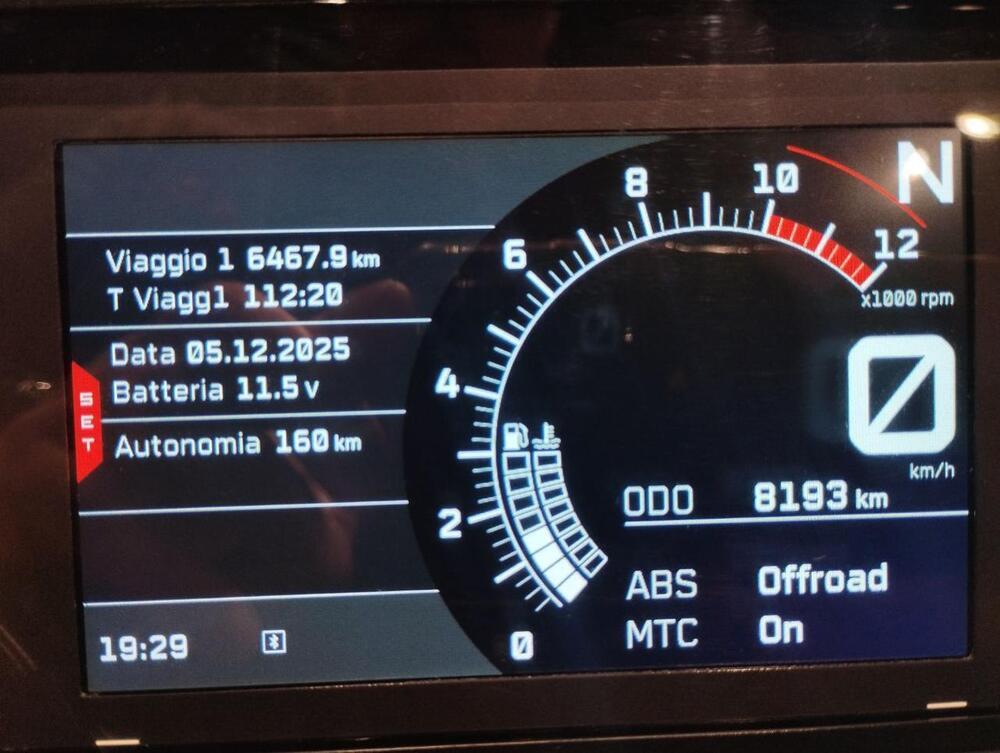 Viaggio 1 6467.9 km
T Viagg1 112:20
Data 05.12.2025
Batteria 11.5 v
SET
Autonomia 160 km
19:29
0
2
4
6
8
10
12
x1000 rpm
N
0
km/h
ODO 8193 km
ABS Offroad
MTC On